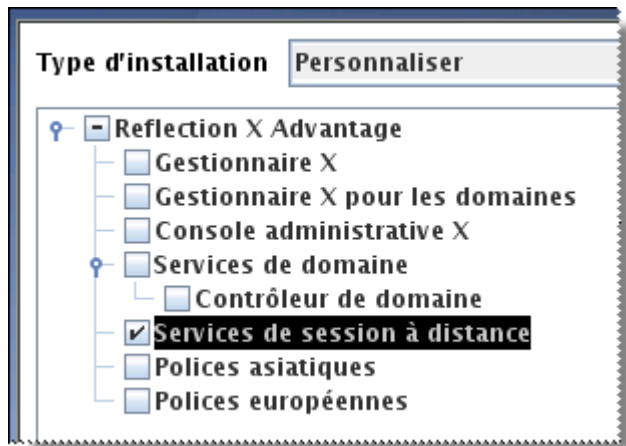 Type d'installation Personnaliser
Reflection X Advantage
Gestionnaire X
Gestionnaire X pour les domaines
Console administrative X
Services de domaine
Contrôleur de domaine
Services de session à distance
Polices asiatiques
Polices européennes